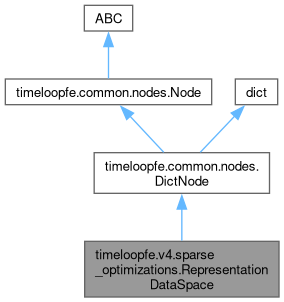 ABC
timeloopfe.common.nodes.Node
dict
timeloopfe.common.nodes.
DictNode
timeloopfe.v4.sparse
_optimizations.Representation
DataSpace